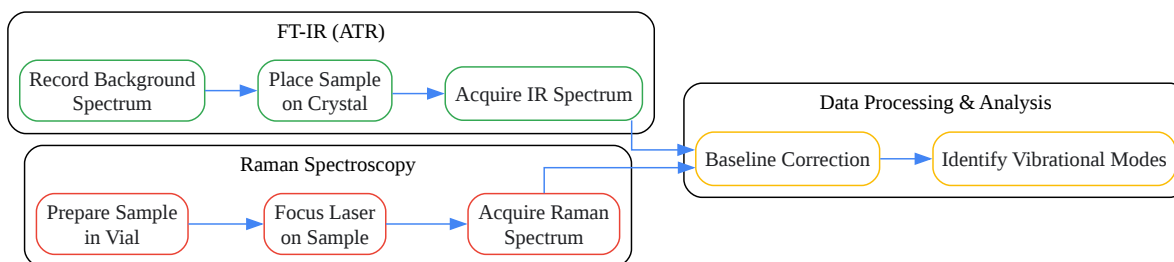 FT-IR (ATR)
Record Background
Spectrum
Place Sample
on Crystal
Acquire IR Spectrum
Raman Spectroscopy
Prepare Sample
in Vial
Focus Laser
on Sample
Acquire Raman
Spectrum
Data Processing & Analysis
Baseline Correction
Identify Vibrational Modes